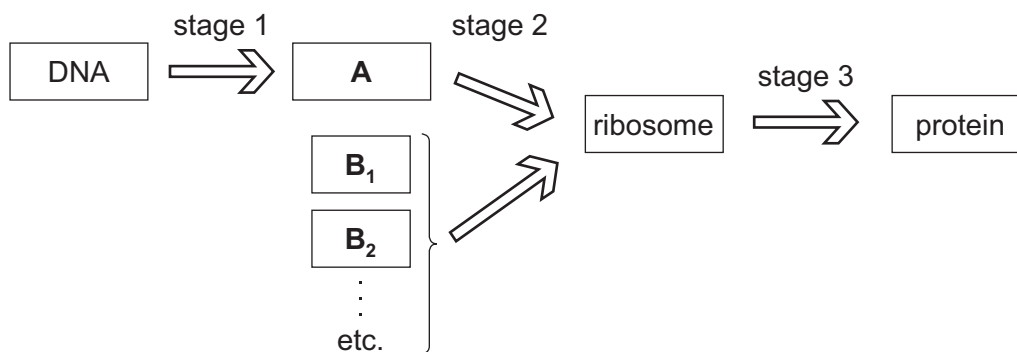 stage 1
stage 2
DNA
A
stage 3
ribosome
protein
B₁
B₂
etc.